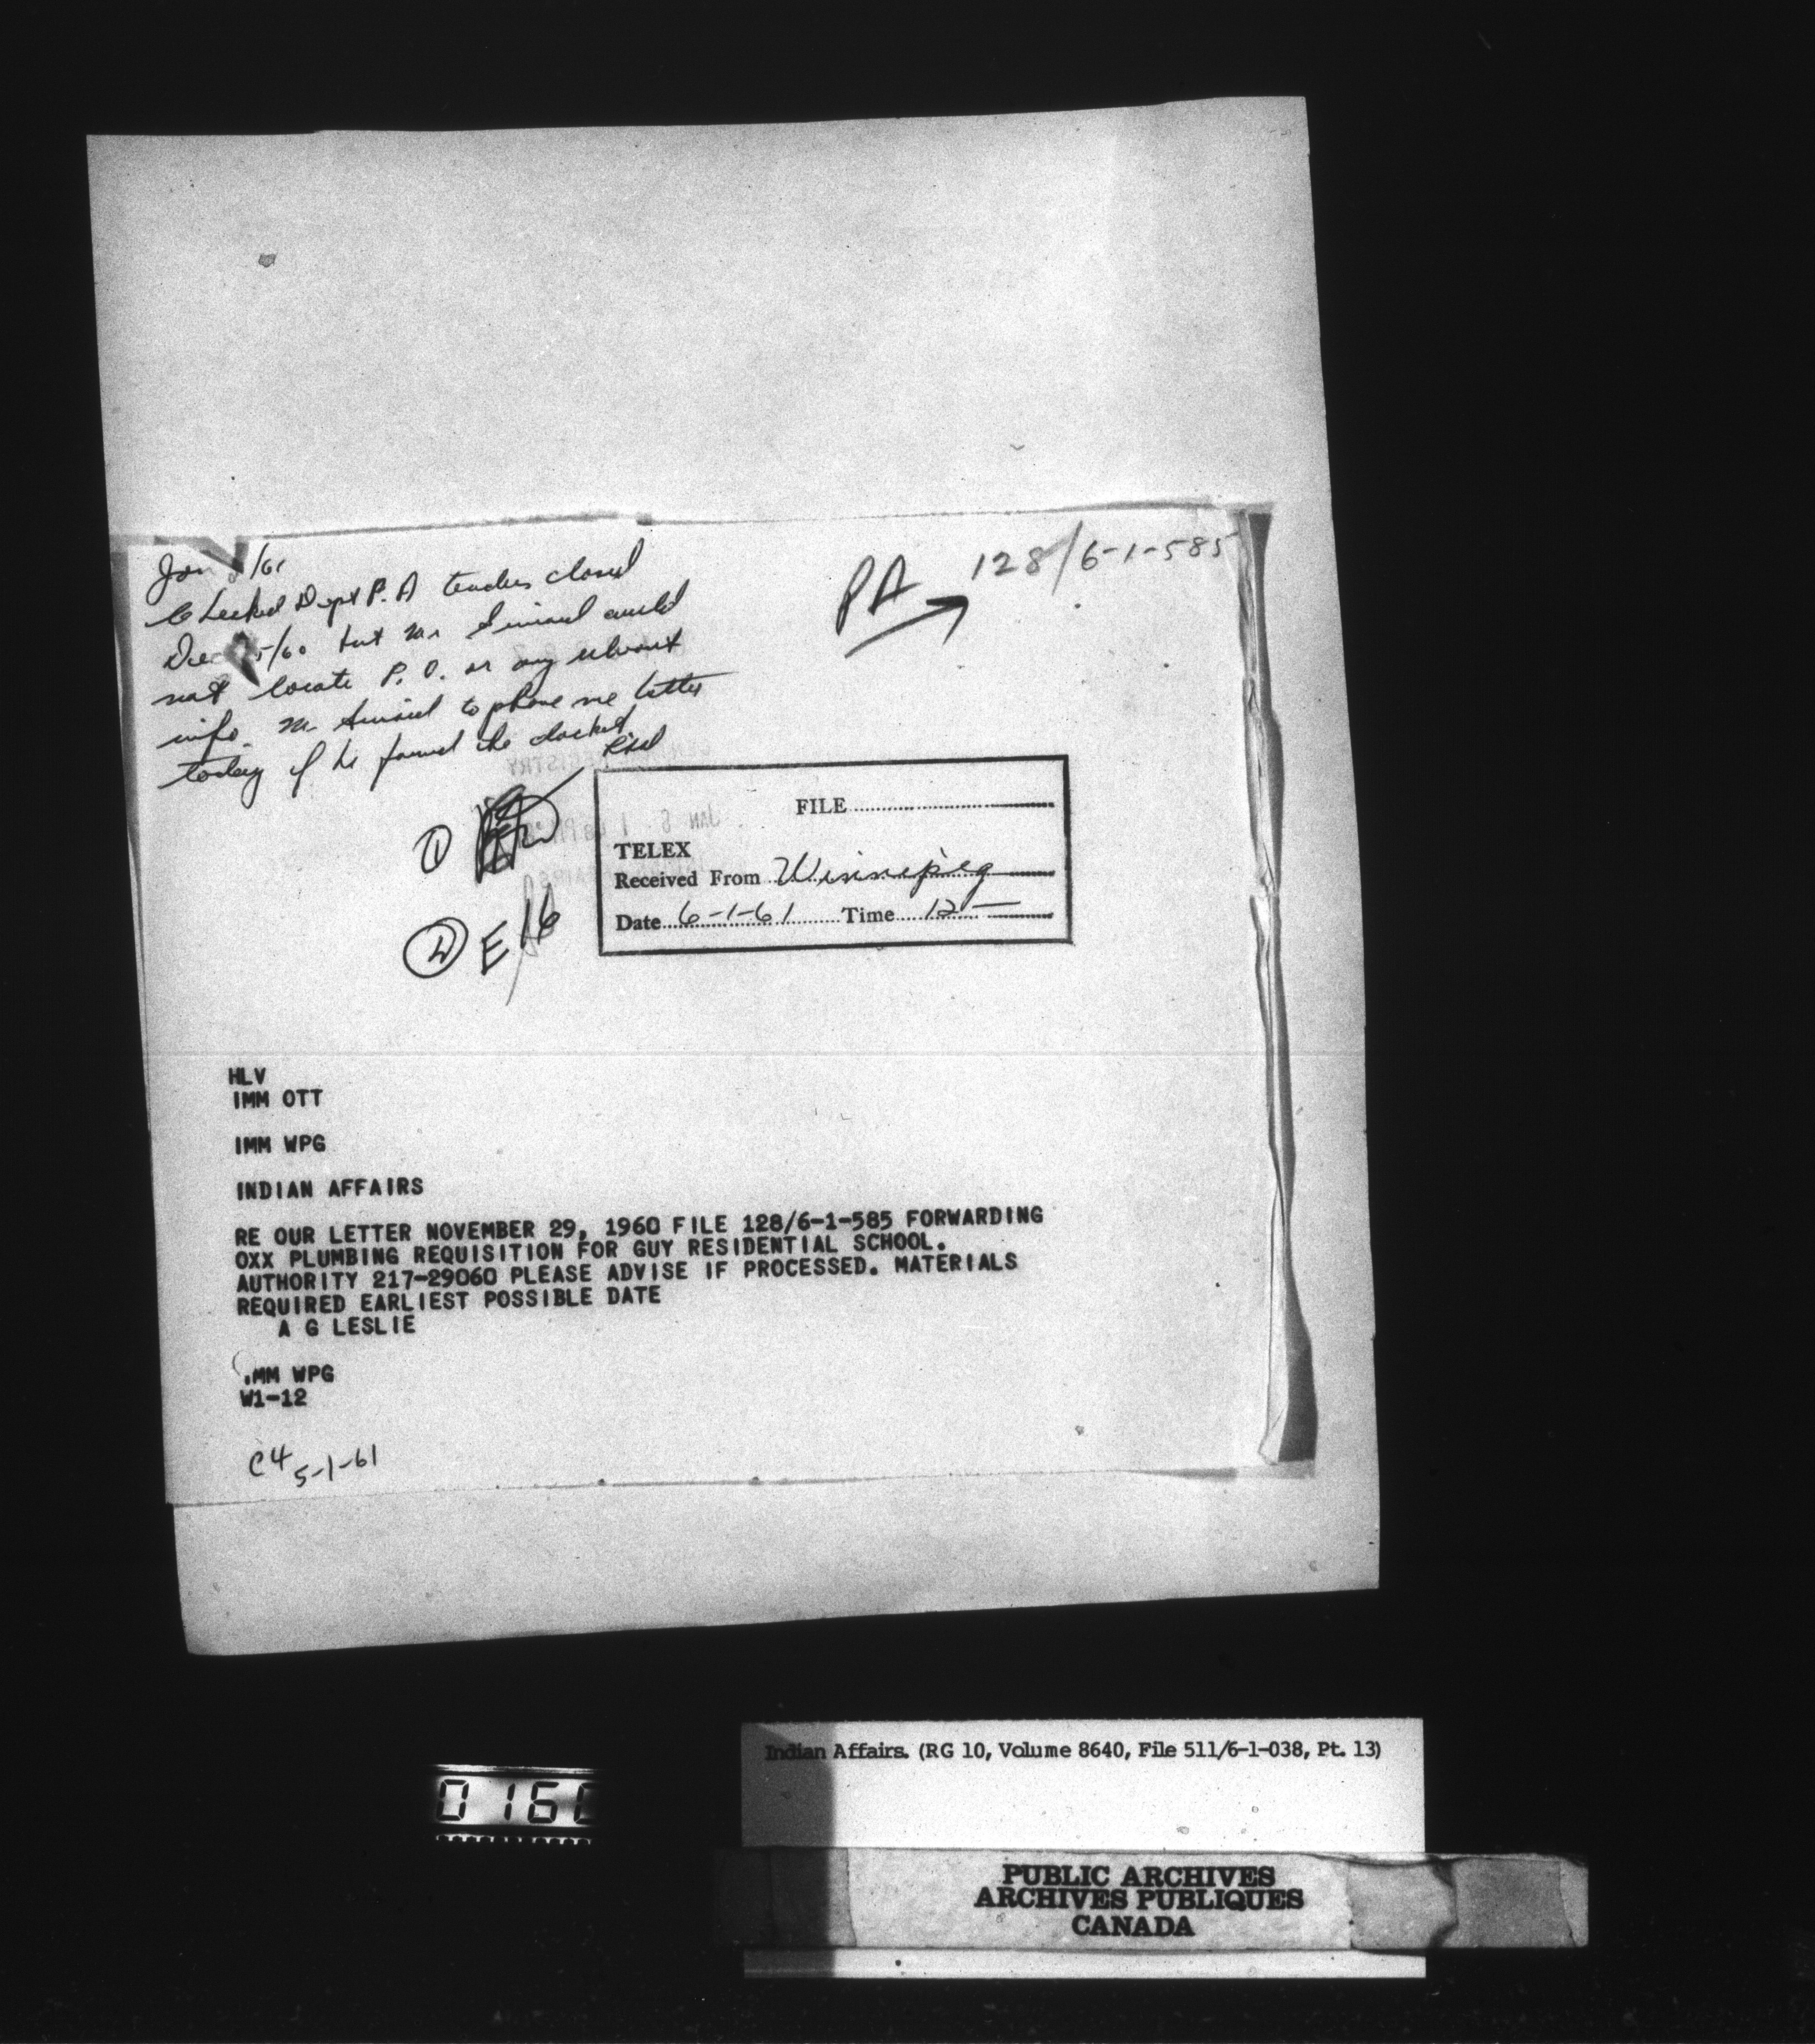 128/6-1-585
PA
Jan /61
Checked Dept P.A tenders closed
Dec 5/60 but Mr could
not locate P.O. or any relevant
info. Mr to phone me later
today if he found the docket.
FILE
TELEX
Received From Winnipeg
Date 6-1-61 Time 12 —
1
2 E
HLV
IMM OTT
IMM WPG
INDIAN AFFAIRS
RE OUR LETTER NOVEMBER 29, 1960 FILE 128/6-1-585 FORWARDING
OXX PLUMBING REQUISITION FOR GUY RESIDENTIAL SCHOOL.
AUTHORITY 217-29060 PLEASE ADVISE IF PROCESSED. MATERIALS
REQUIRED EARLIEST POSSIBLE DATE
A G LESLIE
.MM WPG
W1-12
C4 5-1-61
0 16
Indian Affairs. (RG 10, Volume 8640, File 511/6-1-038, Pt. 13)
PUBLIC ARCHIVES
ARCHIVES PUBLIQUES
CANADA